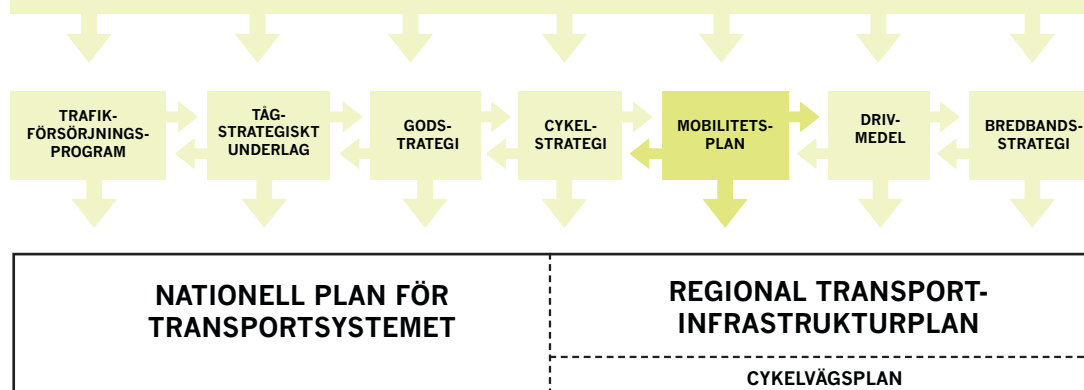 TRAFIK-
FÖRSÖRJNINGS-
PROGRAM
TÅG-
STRATEGISKT
UNDERLAG
GODS-
TRATEGI
CYKEL-
STRATEGI
MOBILITETS-
PLAN
DRIV-
MEDEL
BREDBANDS-
STRATEGI
NATIONELL PLAN FÖR
TRANSPORTSYSTEMET
REGIONAL TRANSPORT-
INFRASTRUKTURPLAN
CYKELVÄGSPLAN